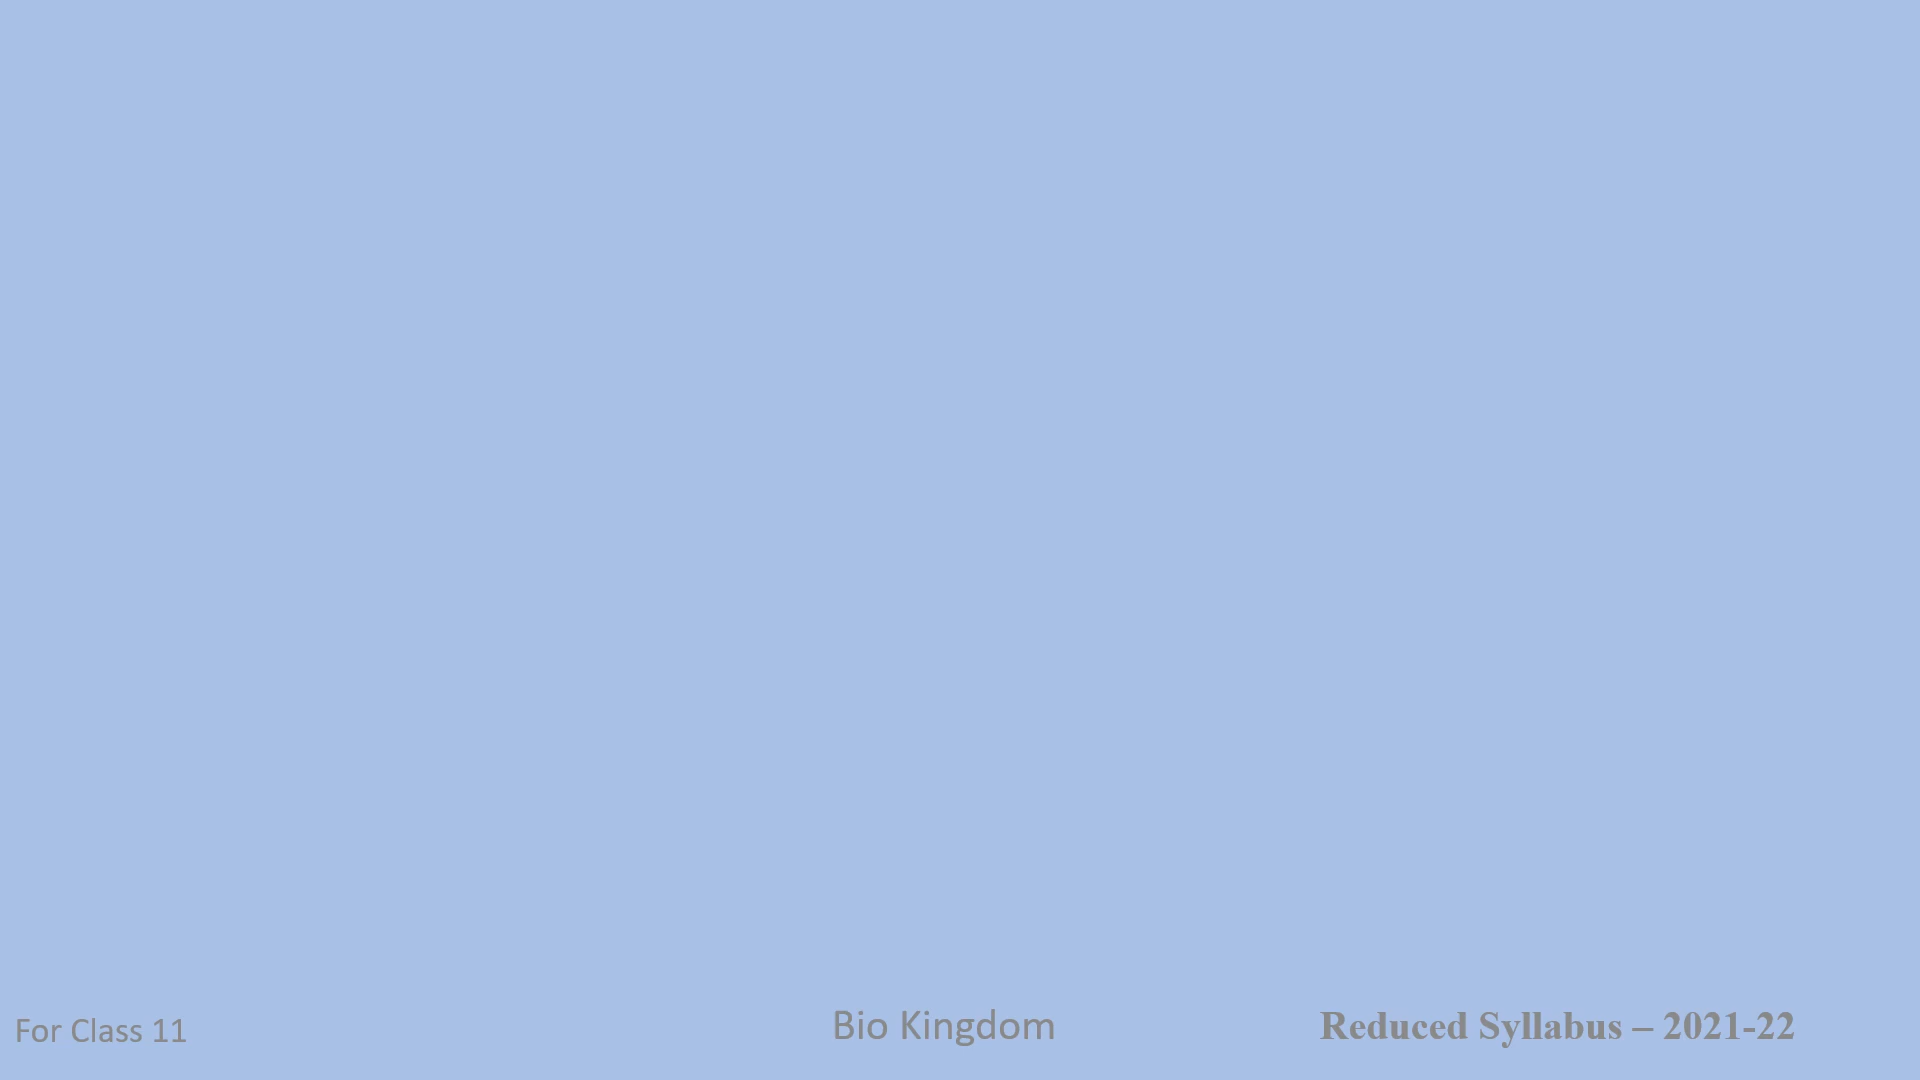 For Class 11
Bio Kingdom
Reduced Syllabus – 2021-22